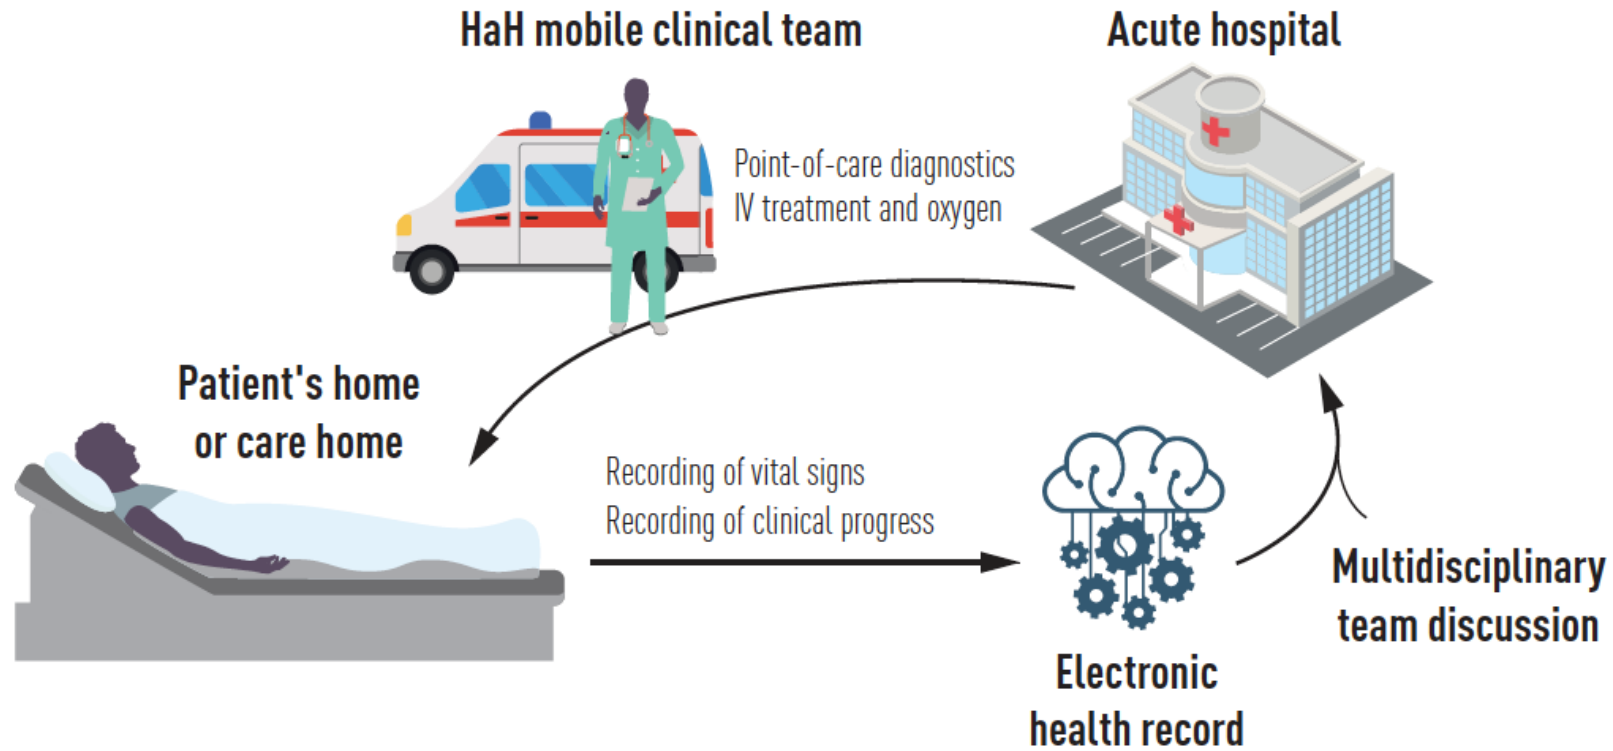 HaH mobile clinical team
Acute hospital
Point-of-care diagnostics
IV treatment and oxygen
Patient's home
or care home
Recording of vital signs
Recording of clinical progress
Multidisciplinary
team discussion
Electronic
health record